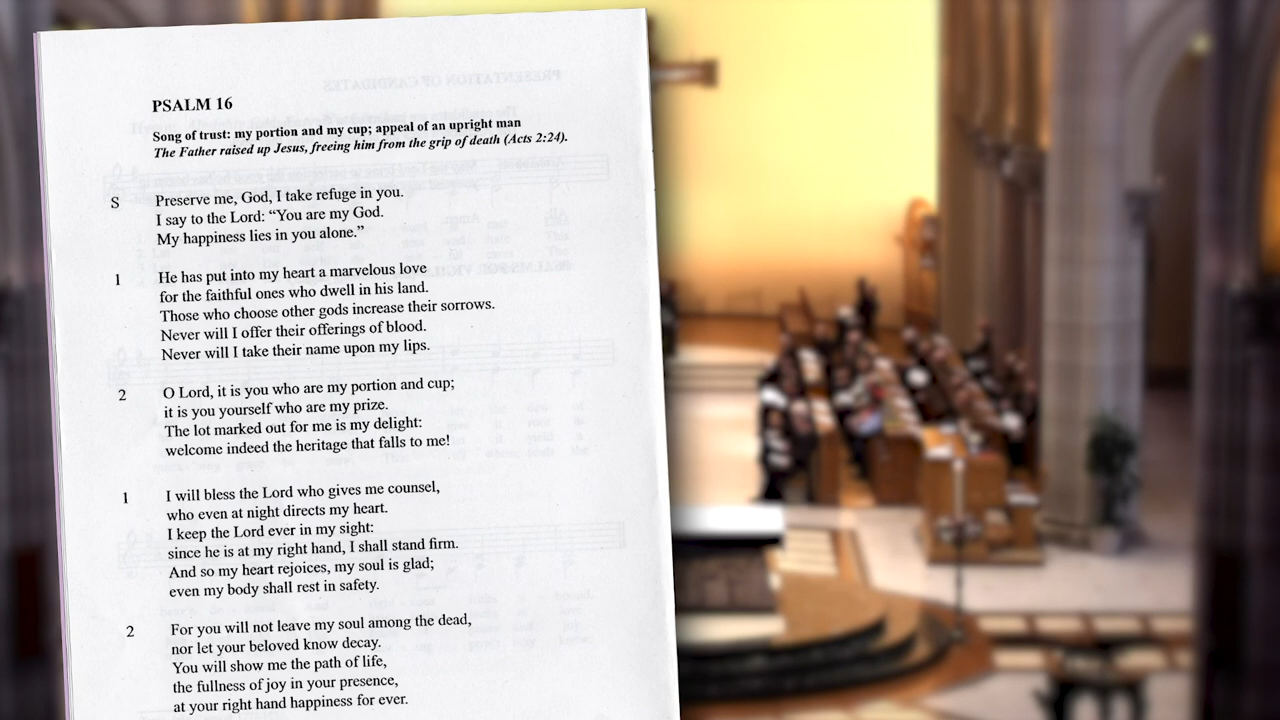 PSALM 16
Song of trust: my portion and my cup; appeal of an upright man
The Father raised up Jesus, freeing him from the grip of death (Acts 2:24).
S Preserve me, God, I take refuge in you.
I say to the Lord: “You are my God.
My happiness lies in you alone.”
1 He has put into my heart a marvelous love
for the faithful ones who dwell in his land.
Those who choose other gods increase their sorrows.
Never will I offer their offerings of blood.
Never will I take their name upon my lips.
2 O Lord, it is you who are my portion and cup;
it is you yourself who are my prize.
The lot marked out for me is my delight:
welcome indeed the heritage that falls to me!
1 I will bless the Lord who gives me counsel,
who even at night directs my heart.
I keep the Lord ever in my sight:
since he is at my right hand, I shall stand firm.
And so my heart rejoices, my soul is glad;
even my body shall rest in safety.
2 For you will not leave my soul among the dead,
nor let your beloved know decay.
You will show me the path of life,
the fullness of joy in your presence,
at your right hand happiness for ever.